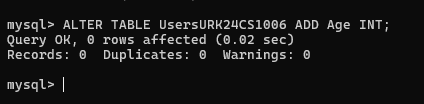 mysql> ALTER TABLE UsersURK24CS1006 ADD Age INT;
Query OK, 0 rows affected (0.02 sec)
Records: 0  Duplicates: 0  Warnings: 0
mysql>